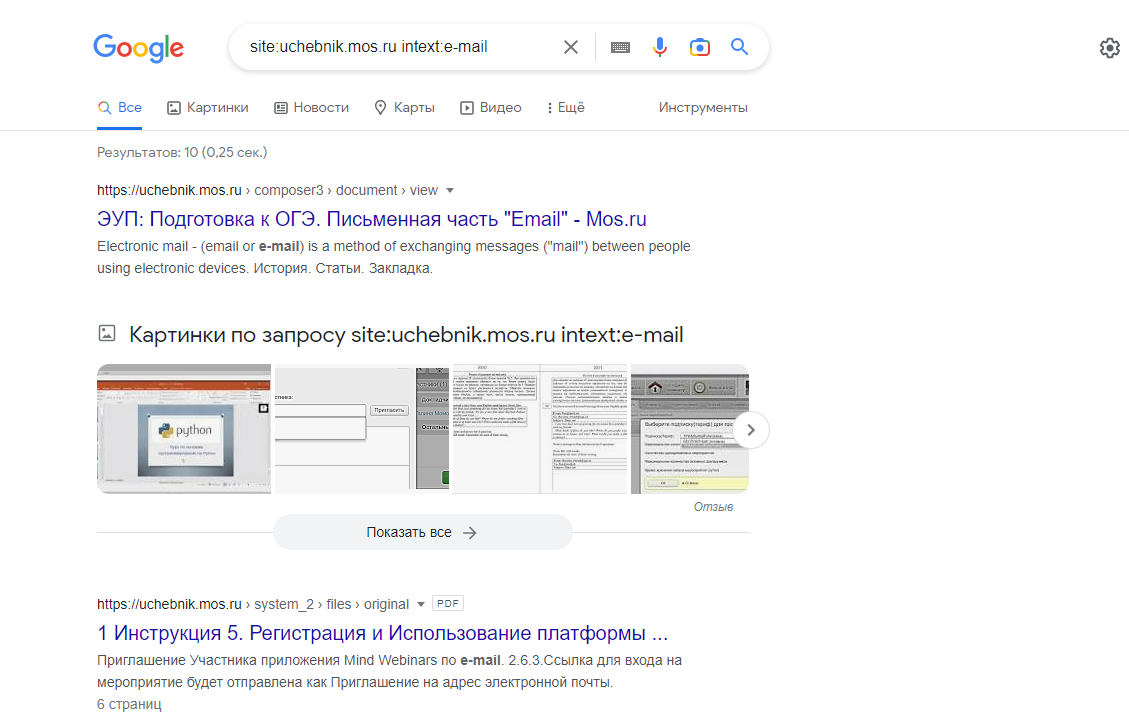 Google
site:uchebnik.mos.ru intext:e-mail
Все
Картинки
Новости
Карты
Видео
Ещё
Инструменты
Результатов: 10 (0,25 сек.)
https://uchebnik.mos.ru › composer3 › document › view
ЭУП: Подготовка к ОГЭ. Письменная часть "Email" - Mos.ru
Electronic mail - (email or e-mail) is a method of exchanging messages ("mail") between people
using electronic devices. История. Статьи. Закладка.
Картинки по запросу site:uchebnik.mos.ru intext:e-mail
python
Пригласить
Отзыв
Показать все
https://uchebnik.mos.ru › system_2 › files › original
PDF
1 Инструкция 5. Регистрация и Использование платформы ...
Приглашение Участника приложения Mind Webinars по e-mail. 2.6.3.Ссылка для входа на
мероприятие будет отправлена как Приглашение на адрес электронной почты.
6 страниц